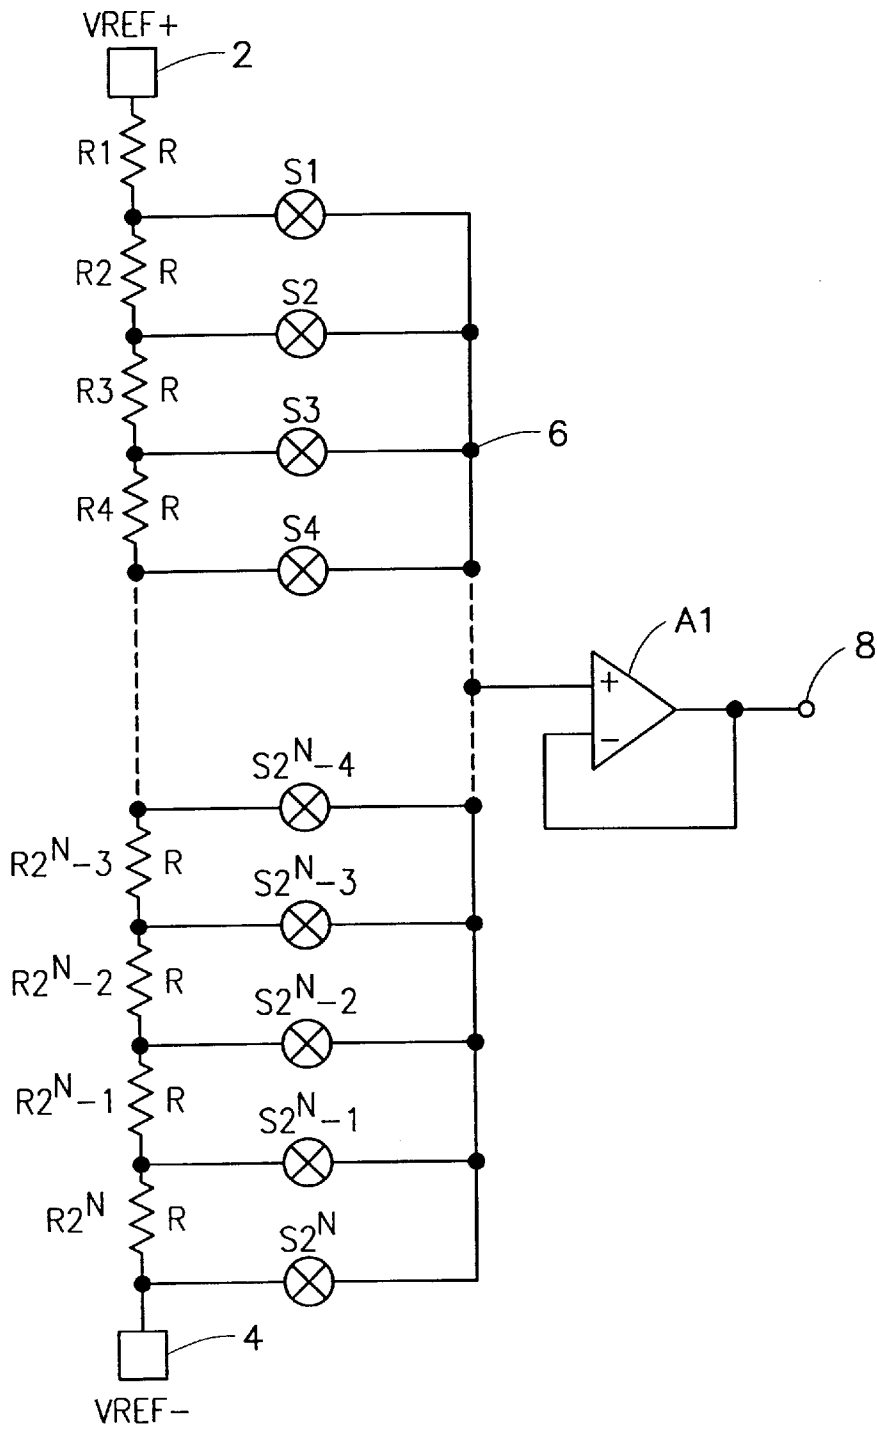 VREF+
2
R1 R
S1
R2 R
S2
R3 R
S3
6
R4 R
S4
A1
8
+
−
S2ᴺ−4
R2ᴺ−3 R
S2ᴺ−3
R2ᴺ−2 R
S2ᴺ−2
R2ᴺ−1 R
S2ᴺ−1
R2ᴺ R
S2ᴺ
4
VREF−